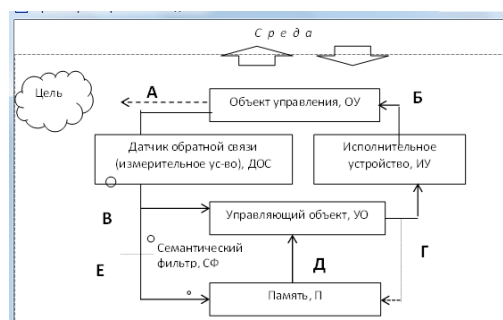 Среда
Цель
А
Объект управления, ОУ
Б
Датчик обратной связи
(измерительное ус-во), ДОС
Исполнительное
устройство, ИУ
В
Управляющий объект, УО
Семантический
фильтр, СФ
Е
Д
Г
Память, П